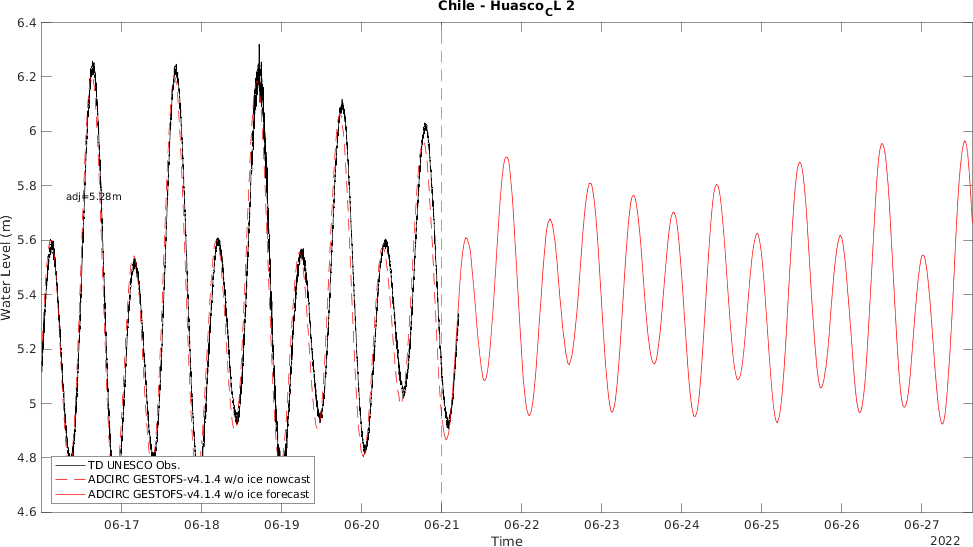 Chile - HuascoCL 2
Water Level (m)
6.4
6.2
6
5.8
5.6
5.4
5.2
5
4.8
4.6
adj=5.28m
TD UNESCO Obs.
ADCIRC GESTOFS-v4.1.4 w/o ice nowcast
ADCIRC GESTOFS-v4.1.4 w/o ice forecast
06-17 06-18 06-19 06-20 06-21 06-22 06-23 06-24 06-25 06-26 06-27
Time
2022